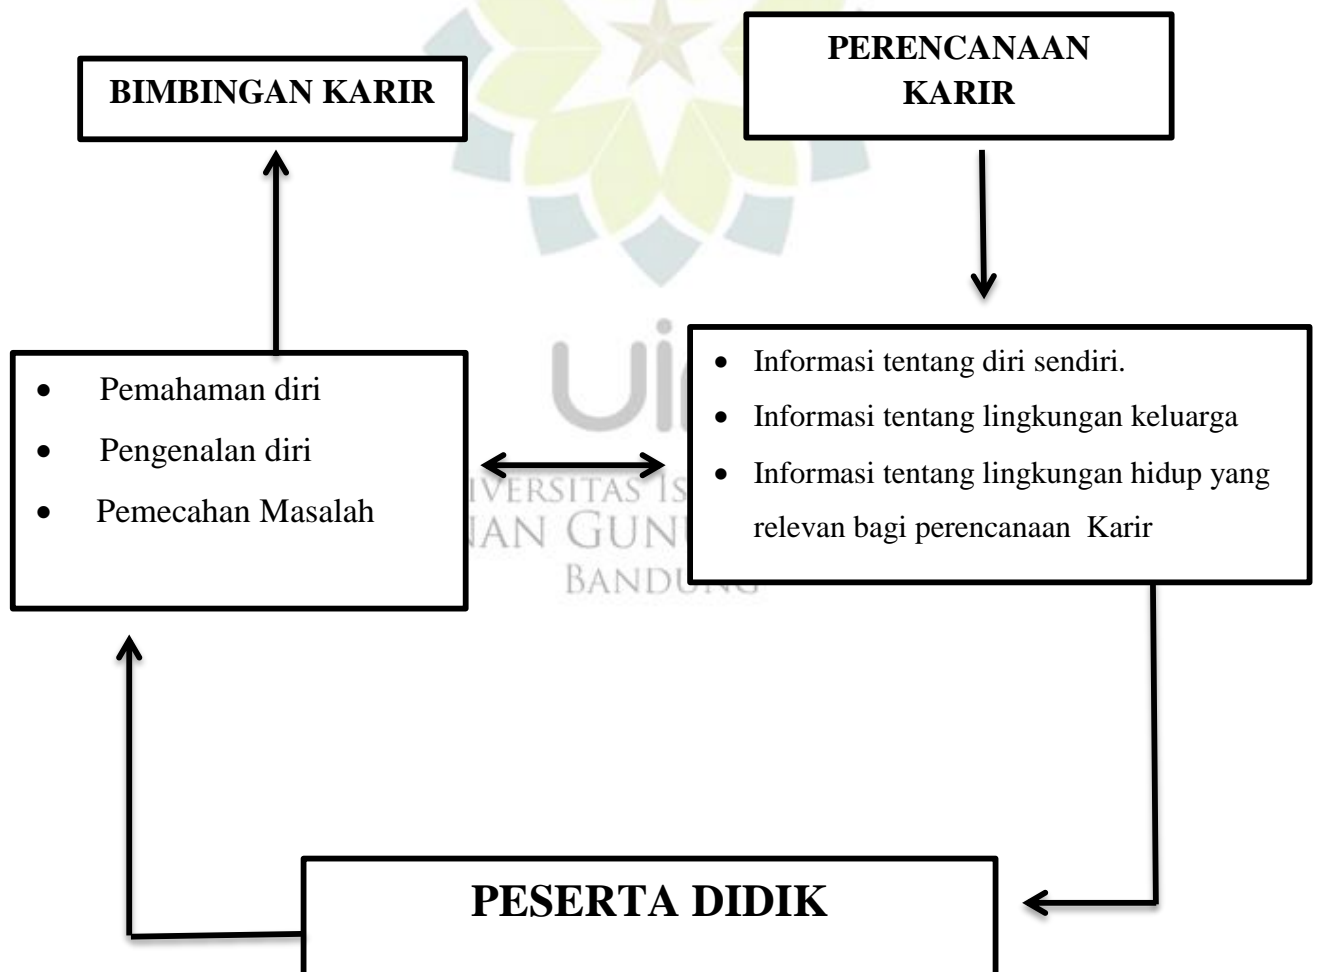 BIMBINGAN KARIR
PERENCANAAN
KARIR
• Pemahaman diri
• Pengenalan diri
• Pemecahan Masalah
• Informasi tentang diri sendiri.
• Informasi tentang lingkungan keluarga
• Informasi tentang lingkungan hidup yang
relevan bagi perencanaan Karir
BANDUNG
PESERTA DIDIK